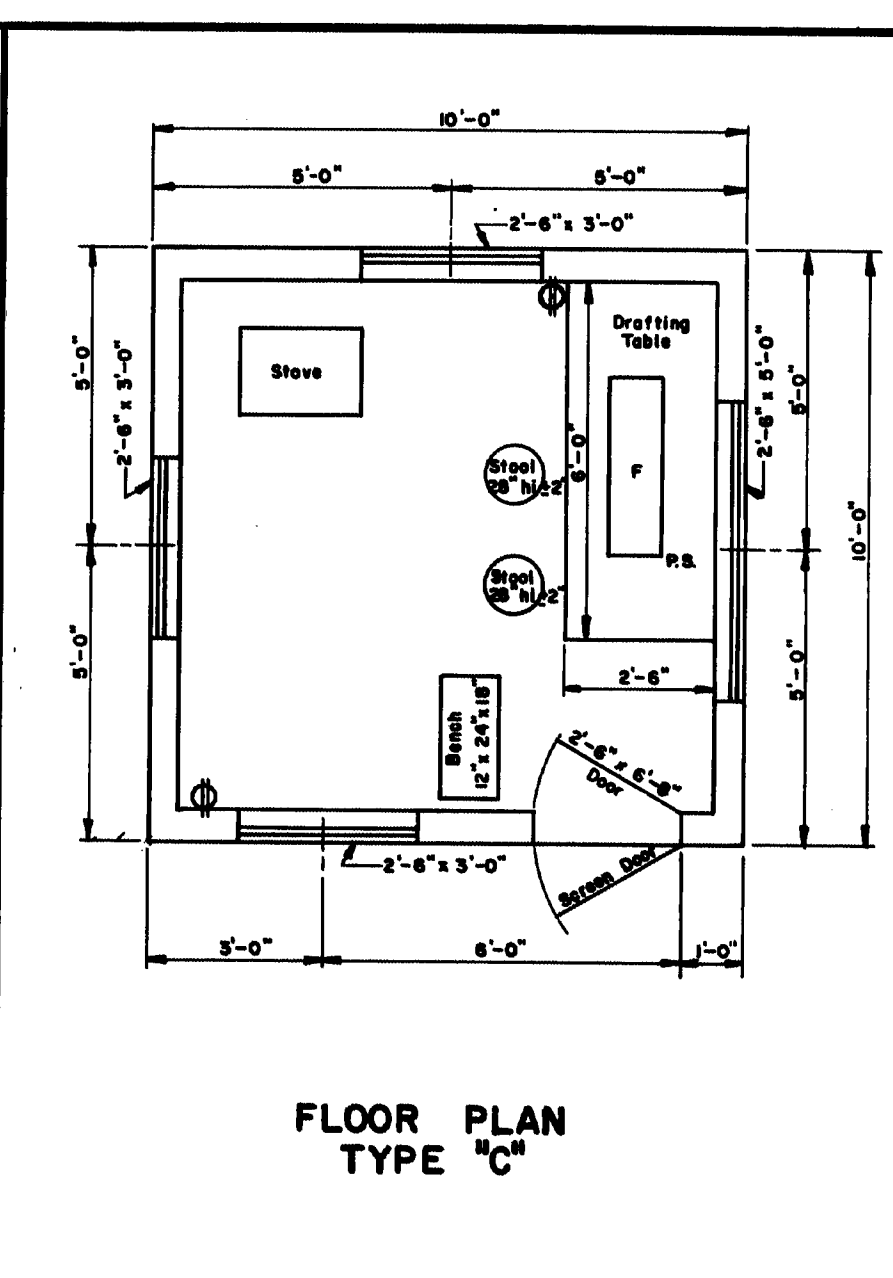 10'-0"
5'-0"
5'-0"
2'-6" x 3'-0"
Drafting
Table
5'-0"
2'-6" x 3'-0"
2'-6" x 5'-0"
5'-0"
Stove
6'-0"
Stool
28" hi ±2"
F
10'-0"
P.S.
Stool
28" hi ±2"
5'-0"
5'-0"
2'-6"
Bench
12" x 24" x 18"
2'-6" x 6'-8"
Door
2'-6" x 3'-0"
Screen Door
3'-0"
6'-0"
1'-0"
FLOOR PLAN
TYPE "C"